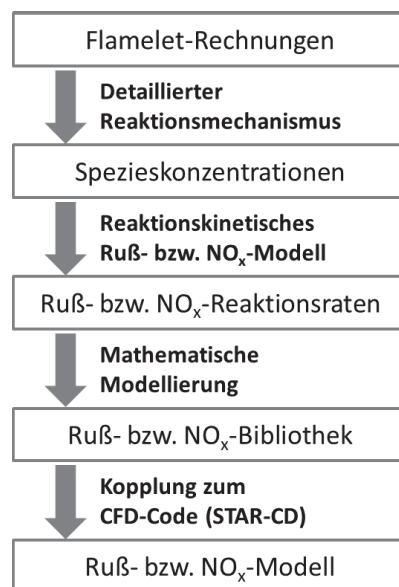 Flamelet-Rechnungen
Detaillierter
Reaktionsmechanismus
Spezieskonzentrationen
Reaktionskinetisches
Ruß- bzw. NOx-Modell
Ruß- bzw. NOx-Reaktionsraten
Mathematische
Modellierung
Ruß- bzw. NOx-Bibliothek
Kopplung zum
CFD-Code (STAR-CD)
Ruß- bzw. NOx-Modell